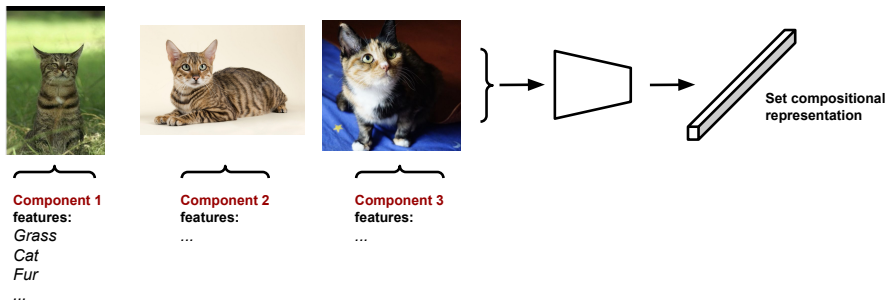 Component 1
features:
Grass
Cat
Fur
...
Component 2
features:
...
Component 3
features:
...
Set compositional
representation